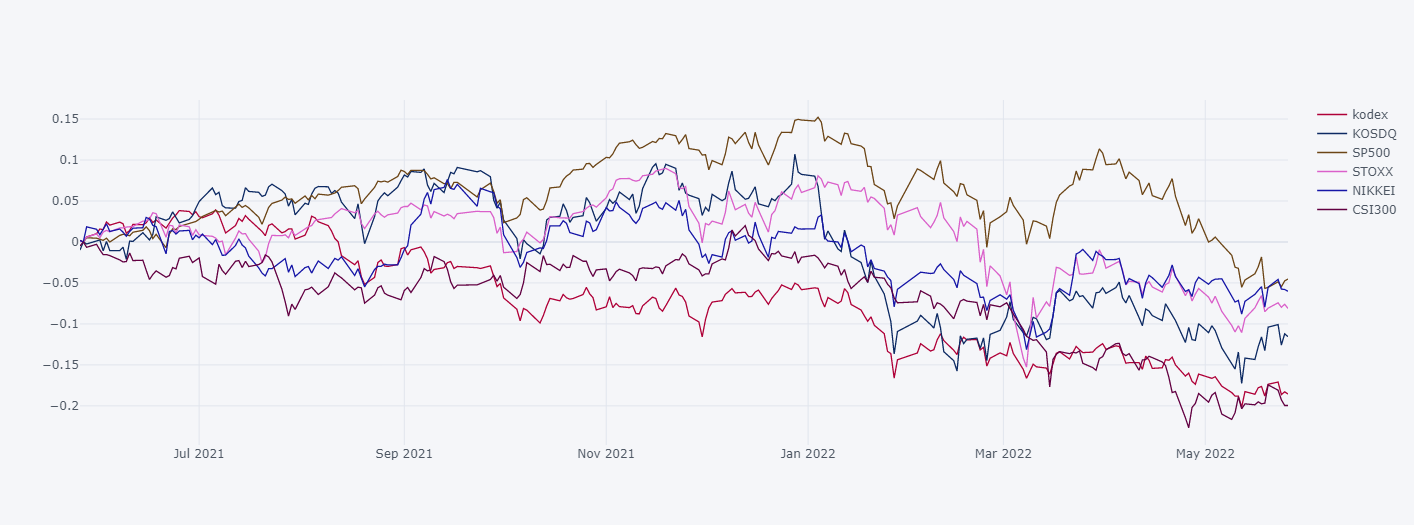 0.15
0.1
0.05
0
−0.05
−0.1
−0.15
−0.2
Jul 2021
Sep 2021
Nov 2021
Jan 2022
Mar 2022
May 2022
kodex
KOSDQ
SP500
STOXX
NIKKEI
CSI300